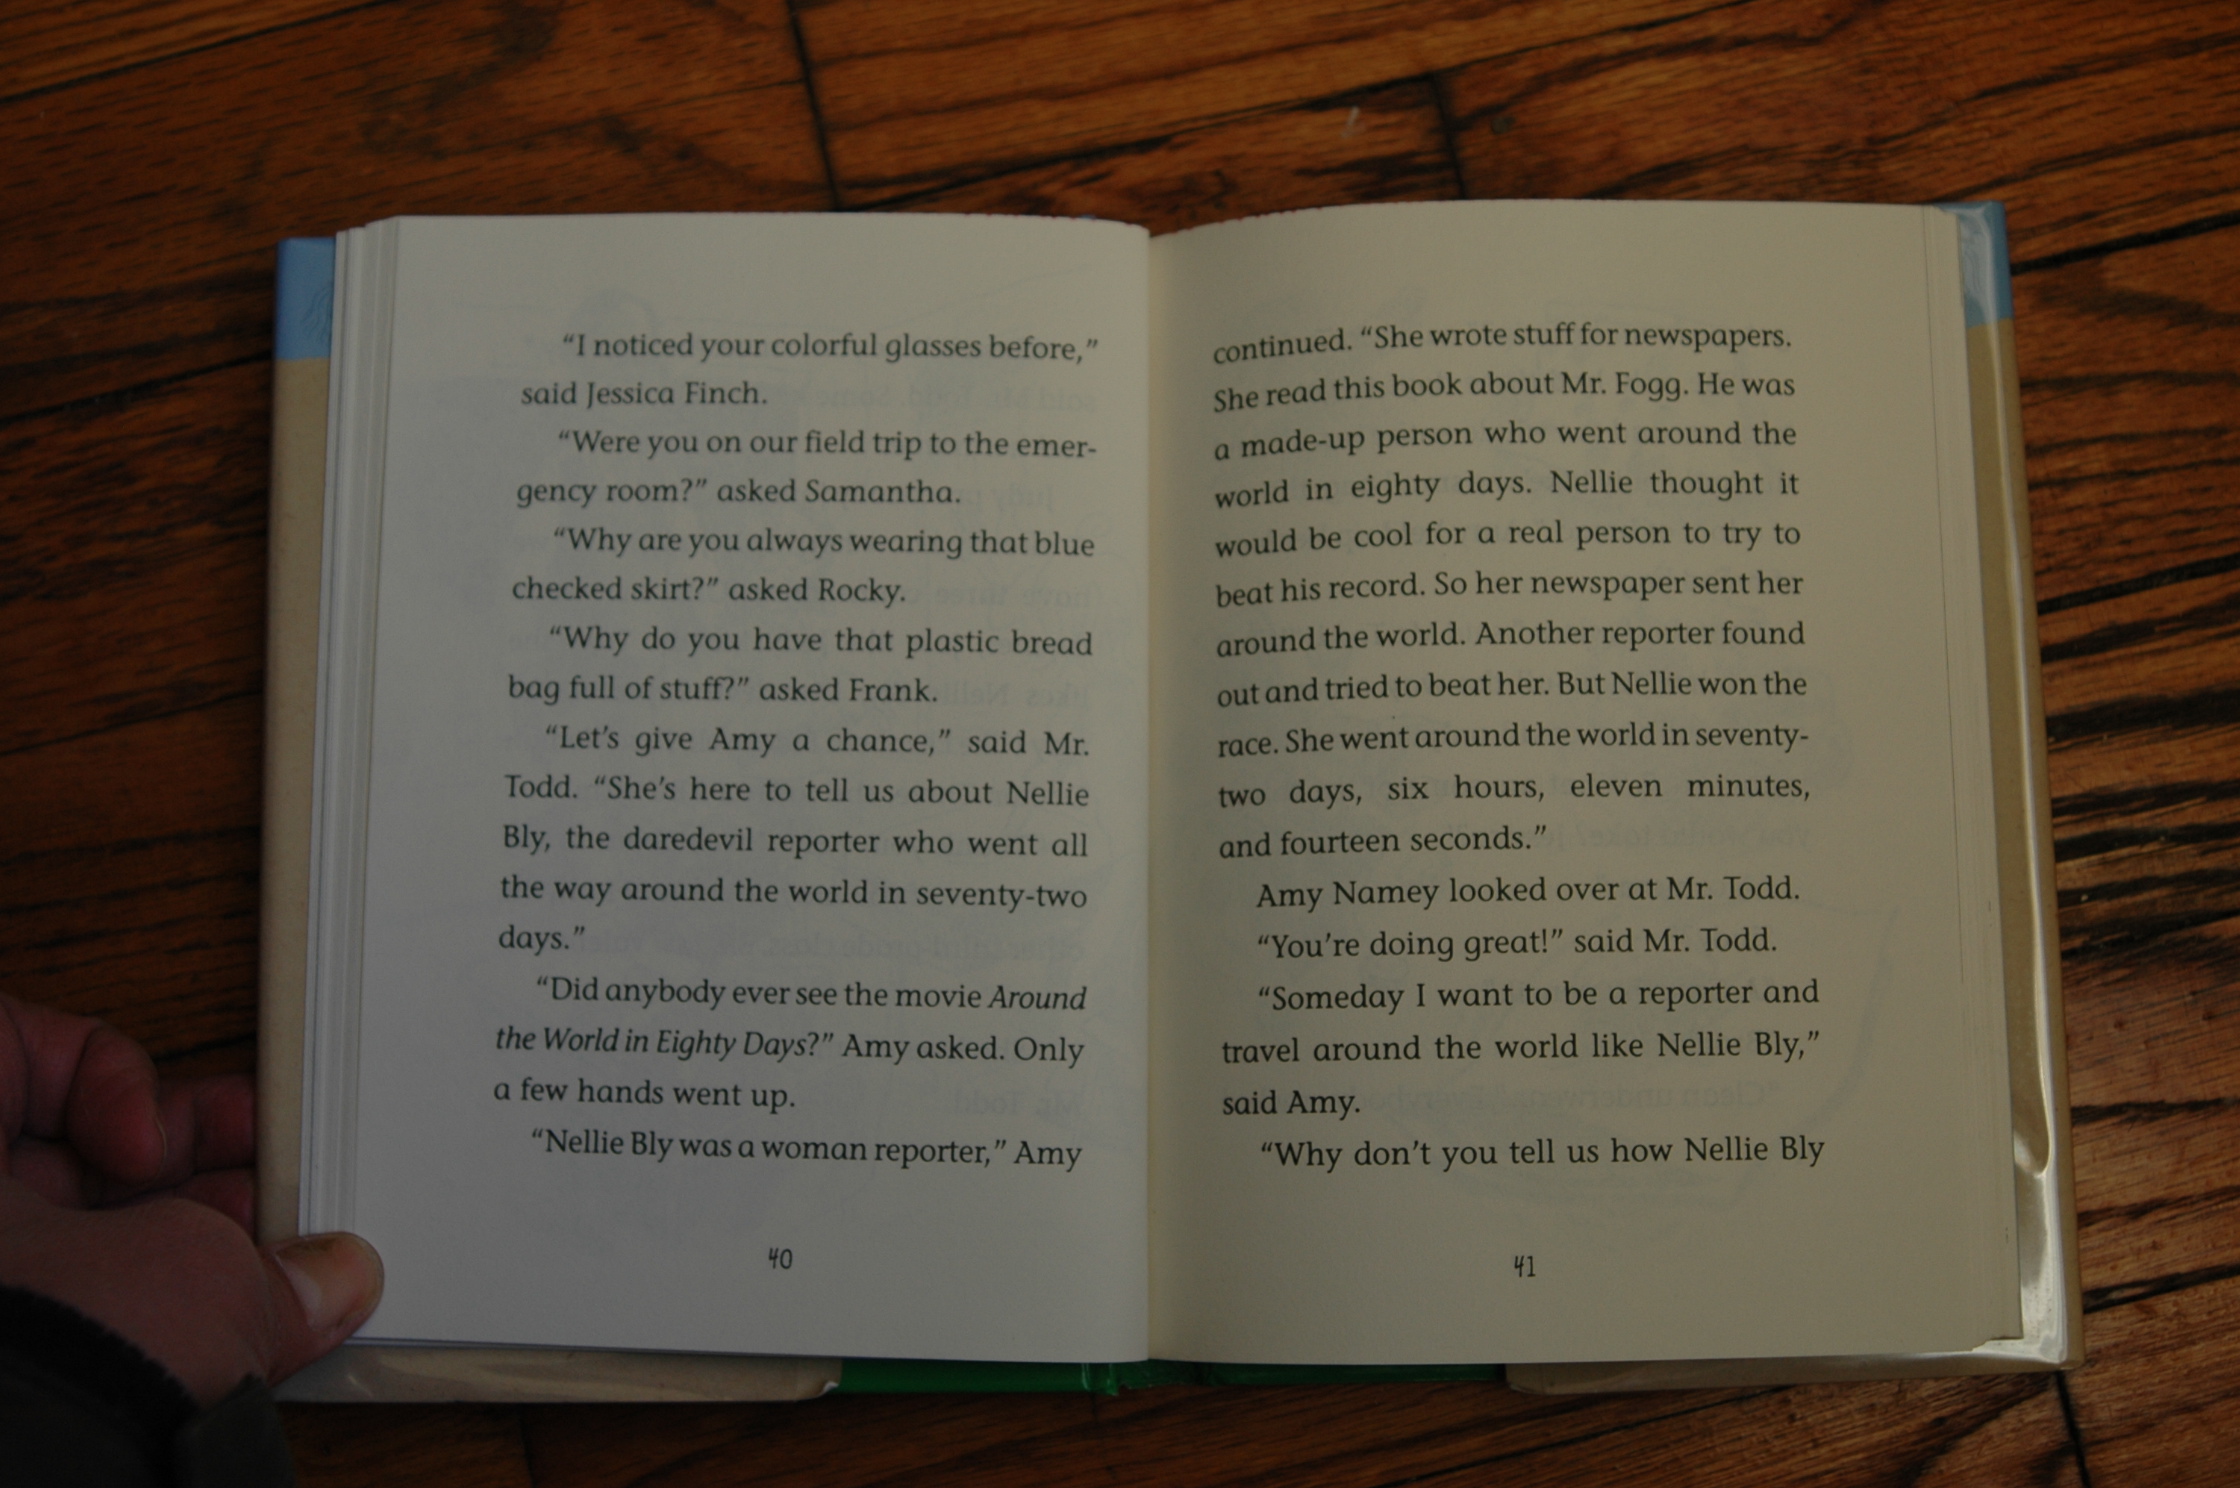 “I noticed your colorful glasses before,”
said Jessica Finch.
“Were you on our field trip to the emer-
gency room?” asked Samantha.
“Why are you always wearing that blue
checked skirt?” asked Rocky.
“Why do you have that plastic bread
bag full of stuff?” asked Frank.
“Let’s give Amy a chance,” said Mr.
Todd. “She’s here to tell us about Nellie
Bly, the daredevil reporter who went all
the way around the world in seventy-two
days.”
“Did anybody ever see the movie Around
the World in Eighty Days?” Amy asked. Only
a few hands went up.
“Nellie Bly was a woman reporter,” Amy
40
continued. “She wrote stuff for newspapers.
She read this book about Mr. Fogg. He was
a made-up person who went around the
world in eighty days. Nellie thought it
would be cool for a real person to try to
beat his record. So her newspaper sent her
around the world. Another reporter found
out and tried to beat her. But Nellie won the
race. She went around the world in seventy-
two days, six hours, eleven minutes,
and fourteen seconds.”
Amy Namey looked over at Mr. Todd.
“You’re doing great!” said Mr. Todd.
“Someday I want to be a reporter and
travel around the world like Nellie Bly,”
said Amy.
“Why don’t you tell us how Nellie Bly
41